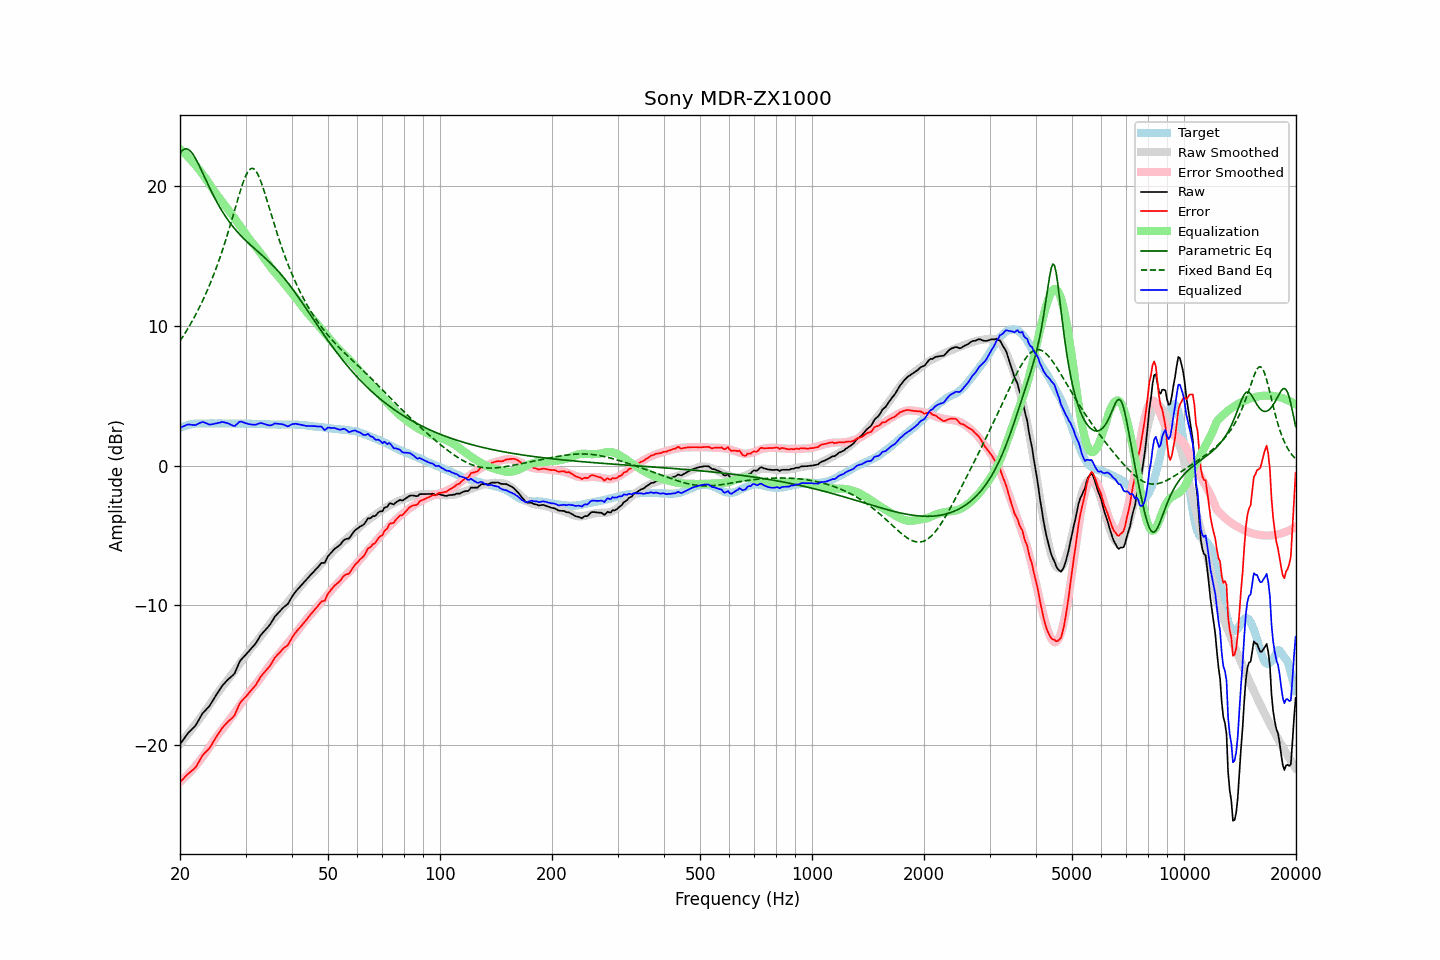 Sony MDR-ZX1000
Target
Raw Smoothed
Error Smoothed
Raw
Error
Equalization
Parametric Eq
Fixed Band Eq
Equalized
Amplitude (dBr)
20
10
0
−10
−20
20 50 100 200 500 1000 2000 5000 10000 20000
Frequency (Hz)